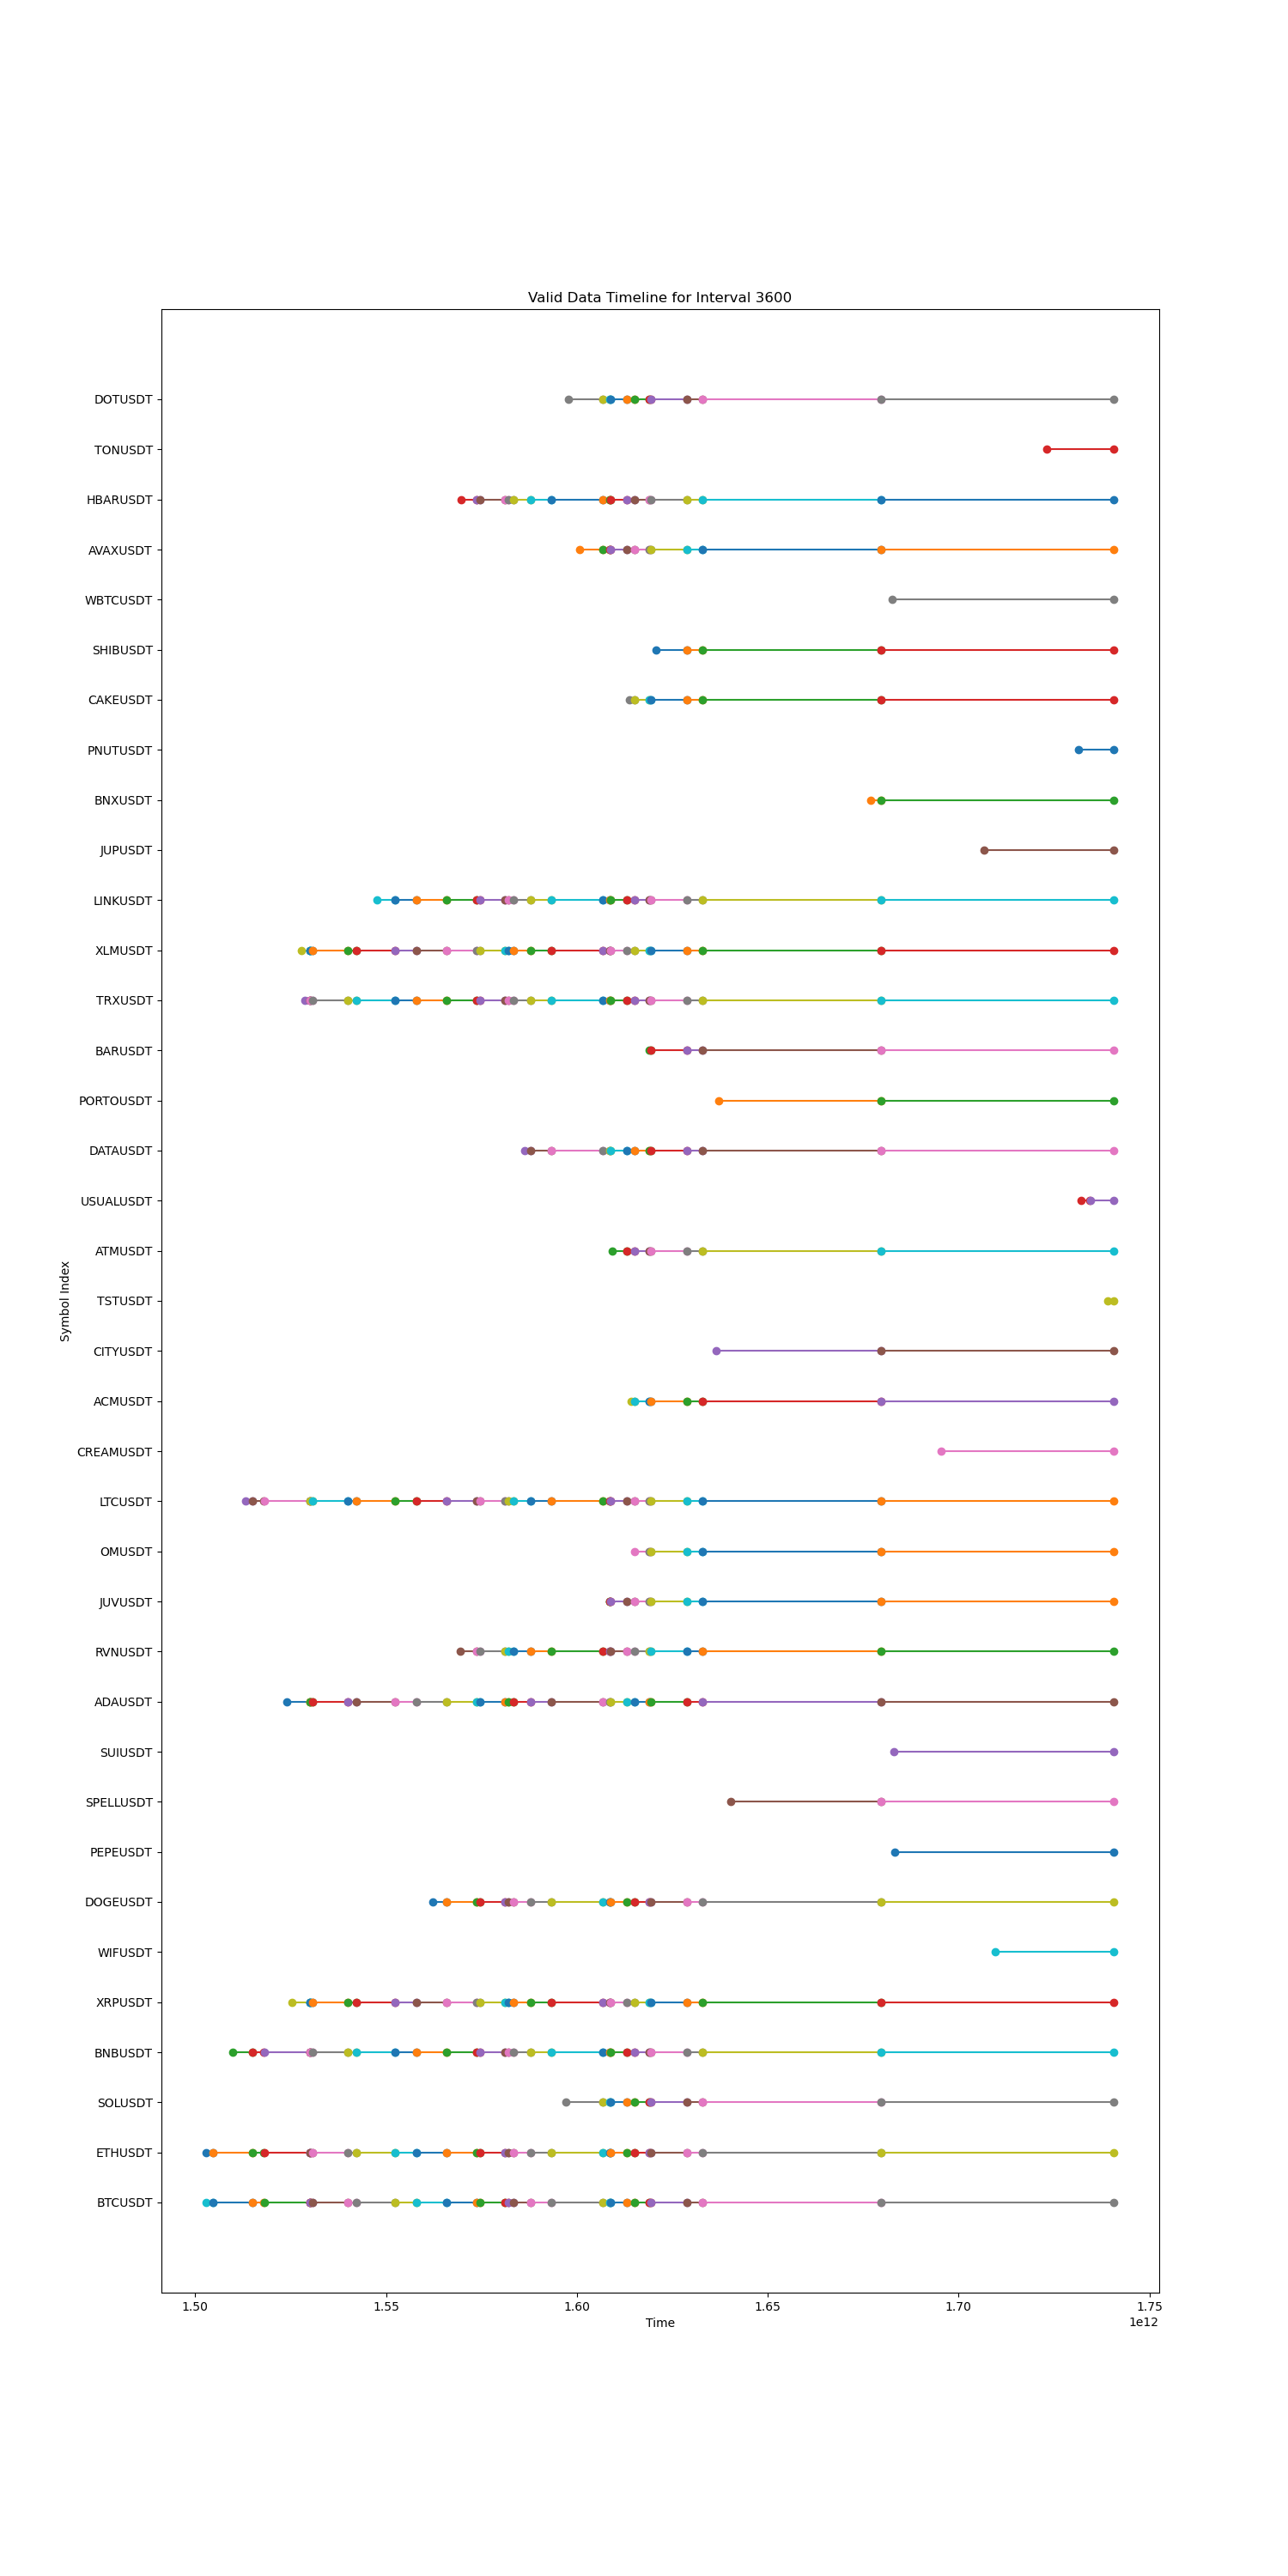 Valid Data Timeline for Interval 3600
DOTUSDT
TONUSDT
HBARUSDT
AVAXUSDT
WBTCUSDT
SHIBUSDT
CAKEUSDT
PNUTUSDT
BNXUSDT
JUPUSDT
LINKUSDT
XLMUSDT
TRXUSDT
BARUSDT
PORTOUSDT
DATAUSDT
USUALUSDT
ATMUSDT
TSTUSDT
CITYUSDT
ACMUSDT
CREAMUSDT
LTCUSDT
OMUSDT
JUVUSDT
RVNUSDT
ADAUSDT
SUIUSDT
SPELLUSDT
PEPEUSDT
DOGEUSDT
WIFUSDT
XRPUSDT
BNBUSDT
SOLUSDT
ETHUSDT
BTCUSDT
Symbol Index
1.50 1.55 1.60 1.65 1.70 1.75
Time
1e12